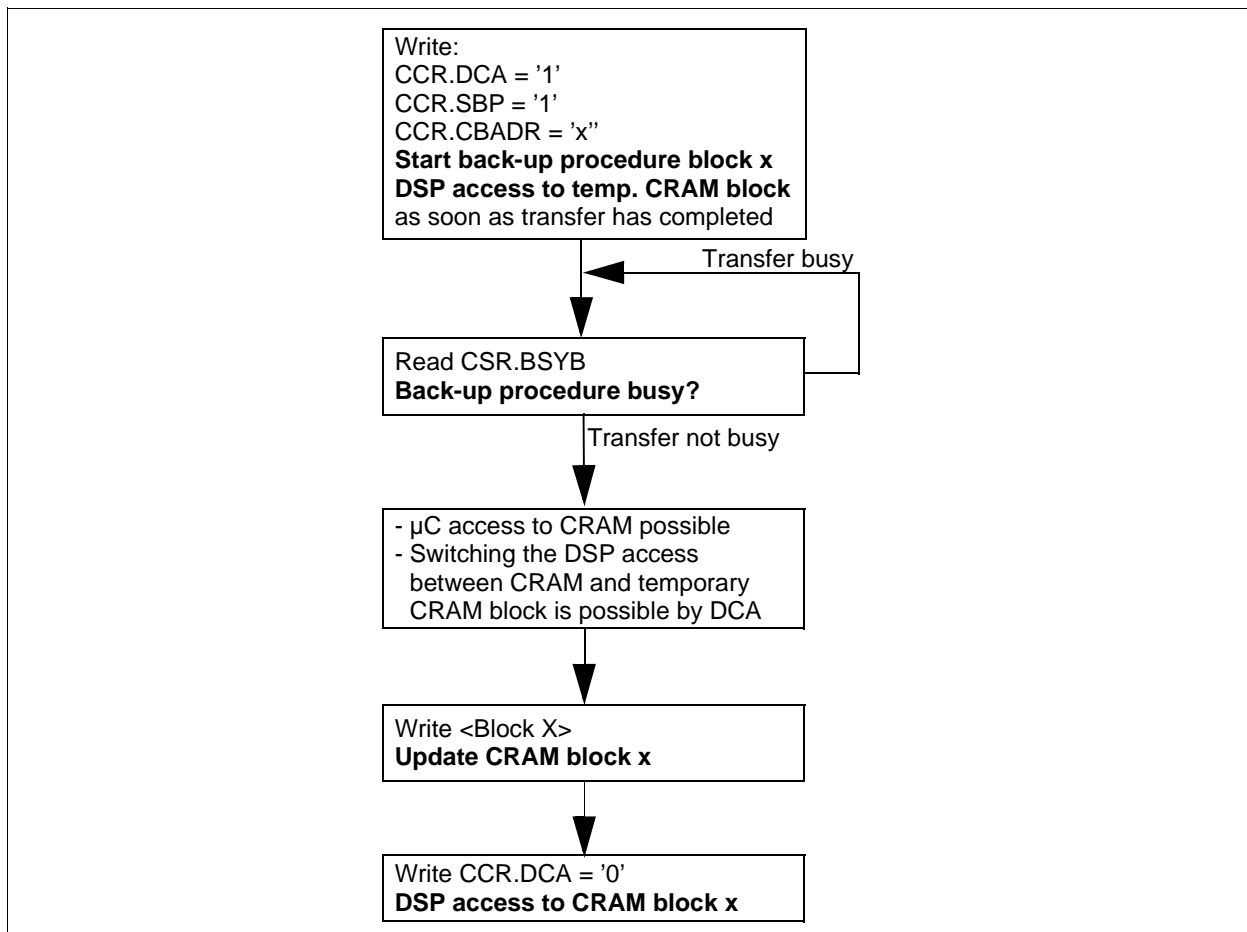 Write:
CCR.DCA = ’1’
CCR.SBP = ’1’
CCR.CBADR = ’x’’
Start back-up procedure block x
DSP access to temp. CRAM block
as soon as transfer has completed
Transfer busy
Read CSR.BSYB
Back-up procedure busy?
Transfer not busy
- µC access to CRAM possible
- Switching the DSP access
between CRAM and temporary
CRAM block is possible by DCA
Write <Block X>
Update CRAM block x
Write CCR.DCA = ’0’
DSP access to CRAM block x